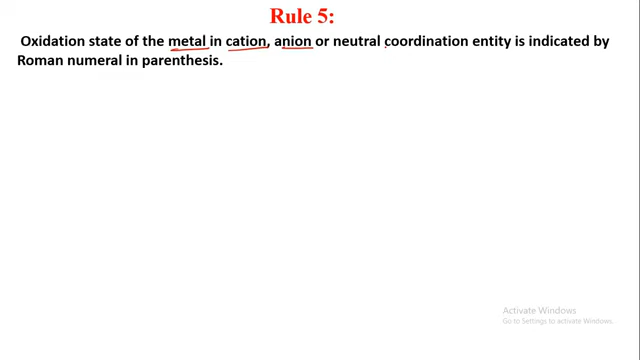 Rule 5:
Oxidation state of the metal in cation, anion or neutral coordination entity is indicated by
Roman numeral in parenthesis.
Activate Windows
Go to Settings to activate Windows.